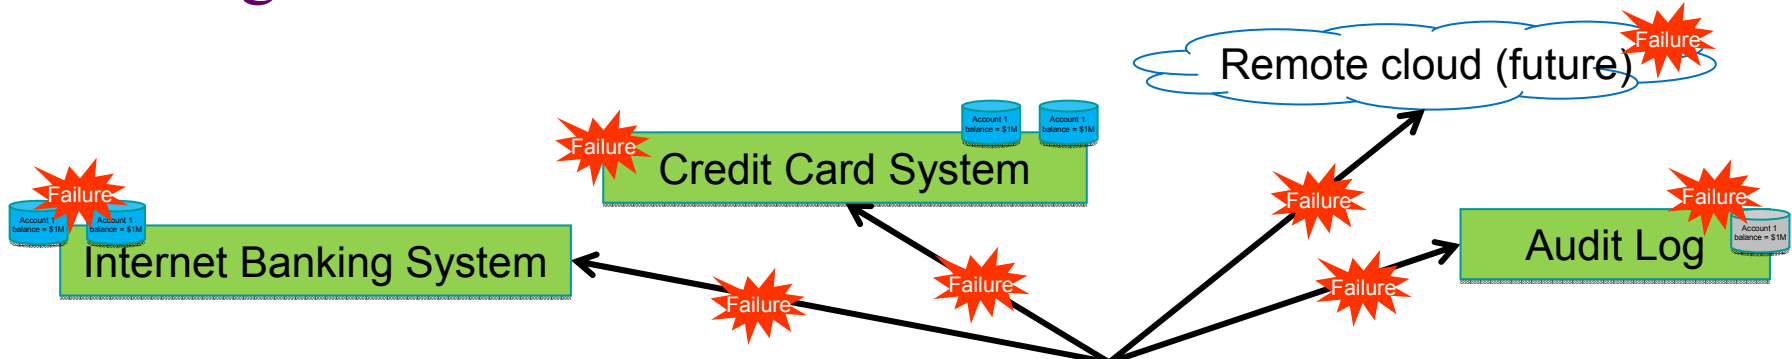 Failure
Remote cloud (future)
Account 1
balance = $1M
Account 1
balance = $1M
Failure
Credit Card System
Failure
Failure
Failure
Account 1
balance = $1M
Account 1
balance = $1M
Account 1
balance = $1M
Internet Banking System
Audit Log
Failure
Failure
Failure